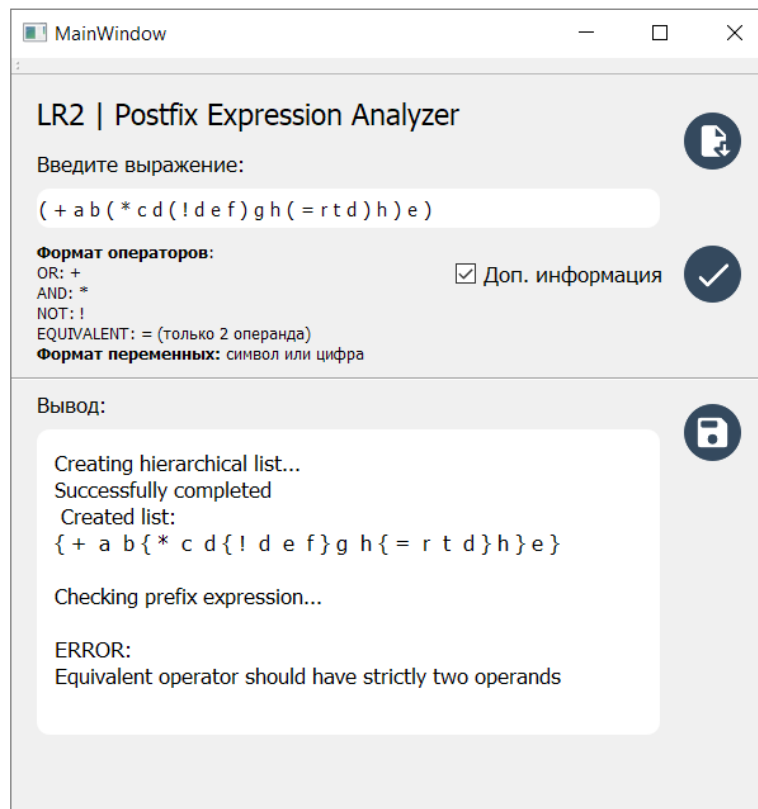 MainWindow
LR2 | Postfix Expression Analyzer
Введите выражение:
( + a b ( * c d ( ! d e f ) g h ( = r t d ) h ) e )
Формат операторов:
OR: +
AND: *
NOT: !
EQUIVALENT: = (только 2 операнда)
Формат переменных: символ или цифра
Доп. информация
Вывод:
Creating hierarchical list...
Successfully completed
Created list:
{ + a b { * c d { ! d e f } g h { = r t d } h } e }
Checking prefix expression...
ERROR:
Equivalent operator should have strictly two operands